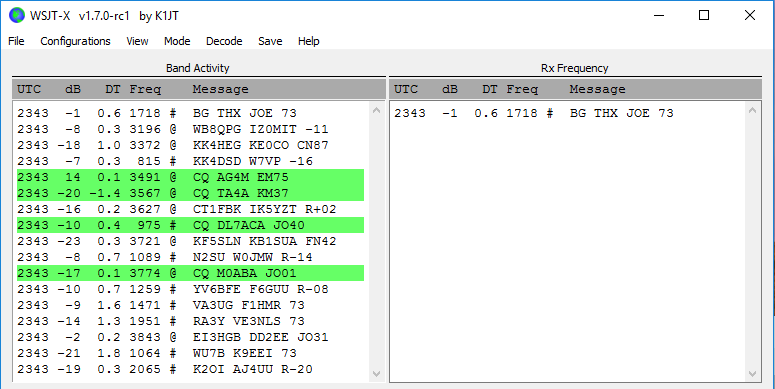 WSJT-X v1.7.0-rc1 by K1JT
File Configurations View Mode Decode Save Help
Band Activity
UTC dB DT Freq Message
2343 -1 0.6 1718 # BG THX JOE 73
2343 -8 0.3 3196 @ WB8QPG IZ0MIT -11
2343 -18 1.0 3372 @ KK4HEG KE0CO CN87
2343 -7 0.3 815 # KK4DSD W7VP -16
2343 14 0.1 3491 @ CQ AG4M EM75
2343 -20 -1.4 3567 @ CQ TA4A KM37
2343 -16 0.2 3627 @ CT1FBK IK5YZT R+02
2343 -10 0.4 975 # CQ DL7ACA JO40
2343 -23 0.3 3721 @ KF5SLN KB1SUA FN42
2343 -8 0.7 1089 # N2SU W0JMW R-14
2343 -17 0.1 3774 @ CQ M0ABA JO01
2343 -10 0.7 1259 # YV6BFE F6GUU R-08
2343 -9 1.6 1471 # VA3UG F1HMR 73
2343 -14 1.3 1951 # RA3Y VE3NLS 73
2343 -2 0.2 3843 @ EI3HGB DD2EE JO31
2343 -21 1.8 1064 # WU7B K9EEI 73
2343 -19 0.3 2065 # K2OI AJ4UU R-20
Rx Frequency
UTC dB DT Freq Message
2343 -1 0.6 1718 # BG THX JOE 73